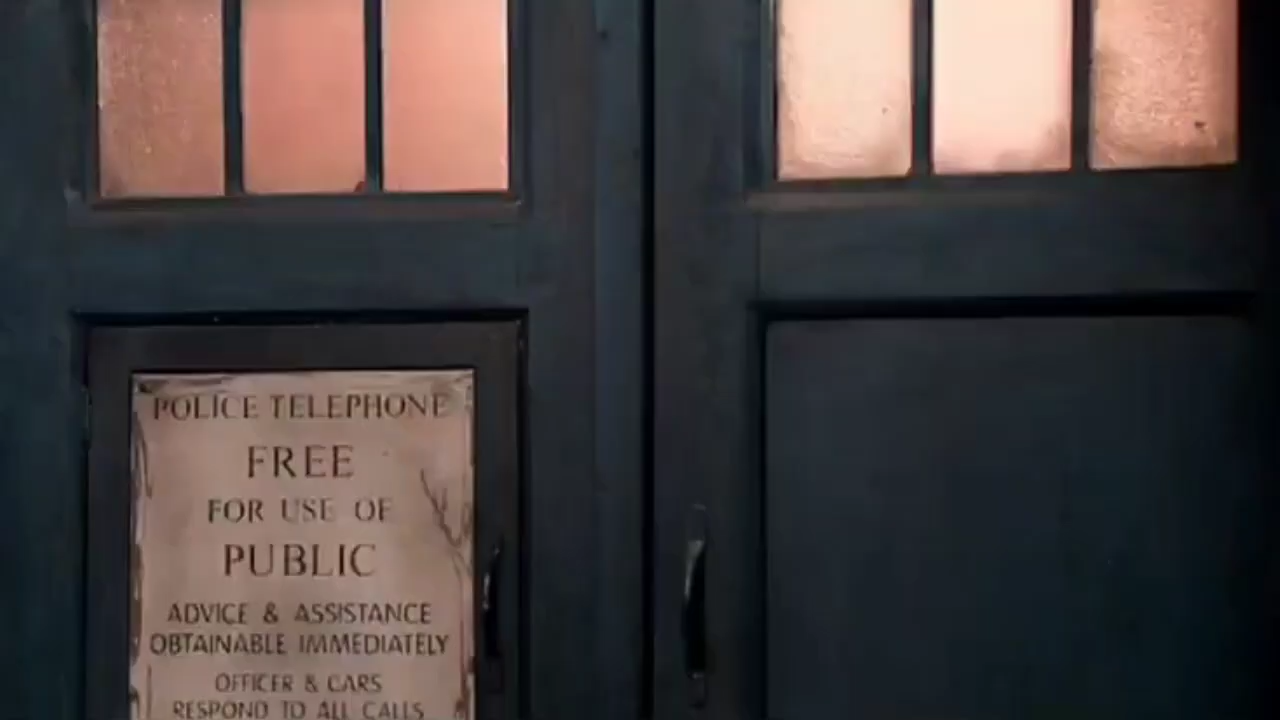 POLICE TELEPHONE
FREE
FOR USE OF
PUBLIC
ADVICE & ASSISTANCE
OBTAINABLE IMMEDIATELY
OFFICER & CARS
RESPOND TO ALL CALLS